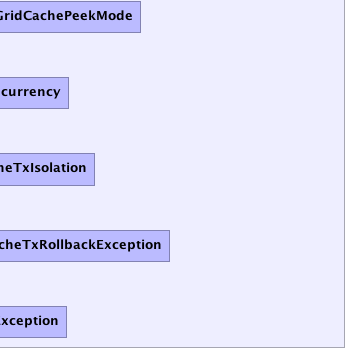 GridCachePeekMode
currency
heTxIsolation
cheTxRollbackException
xception